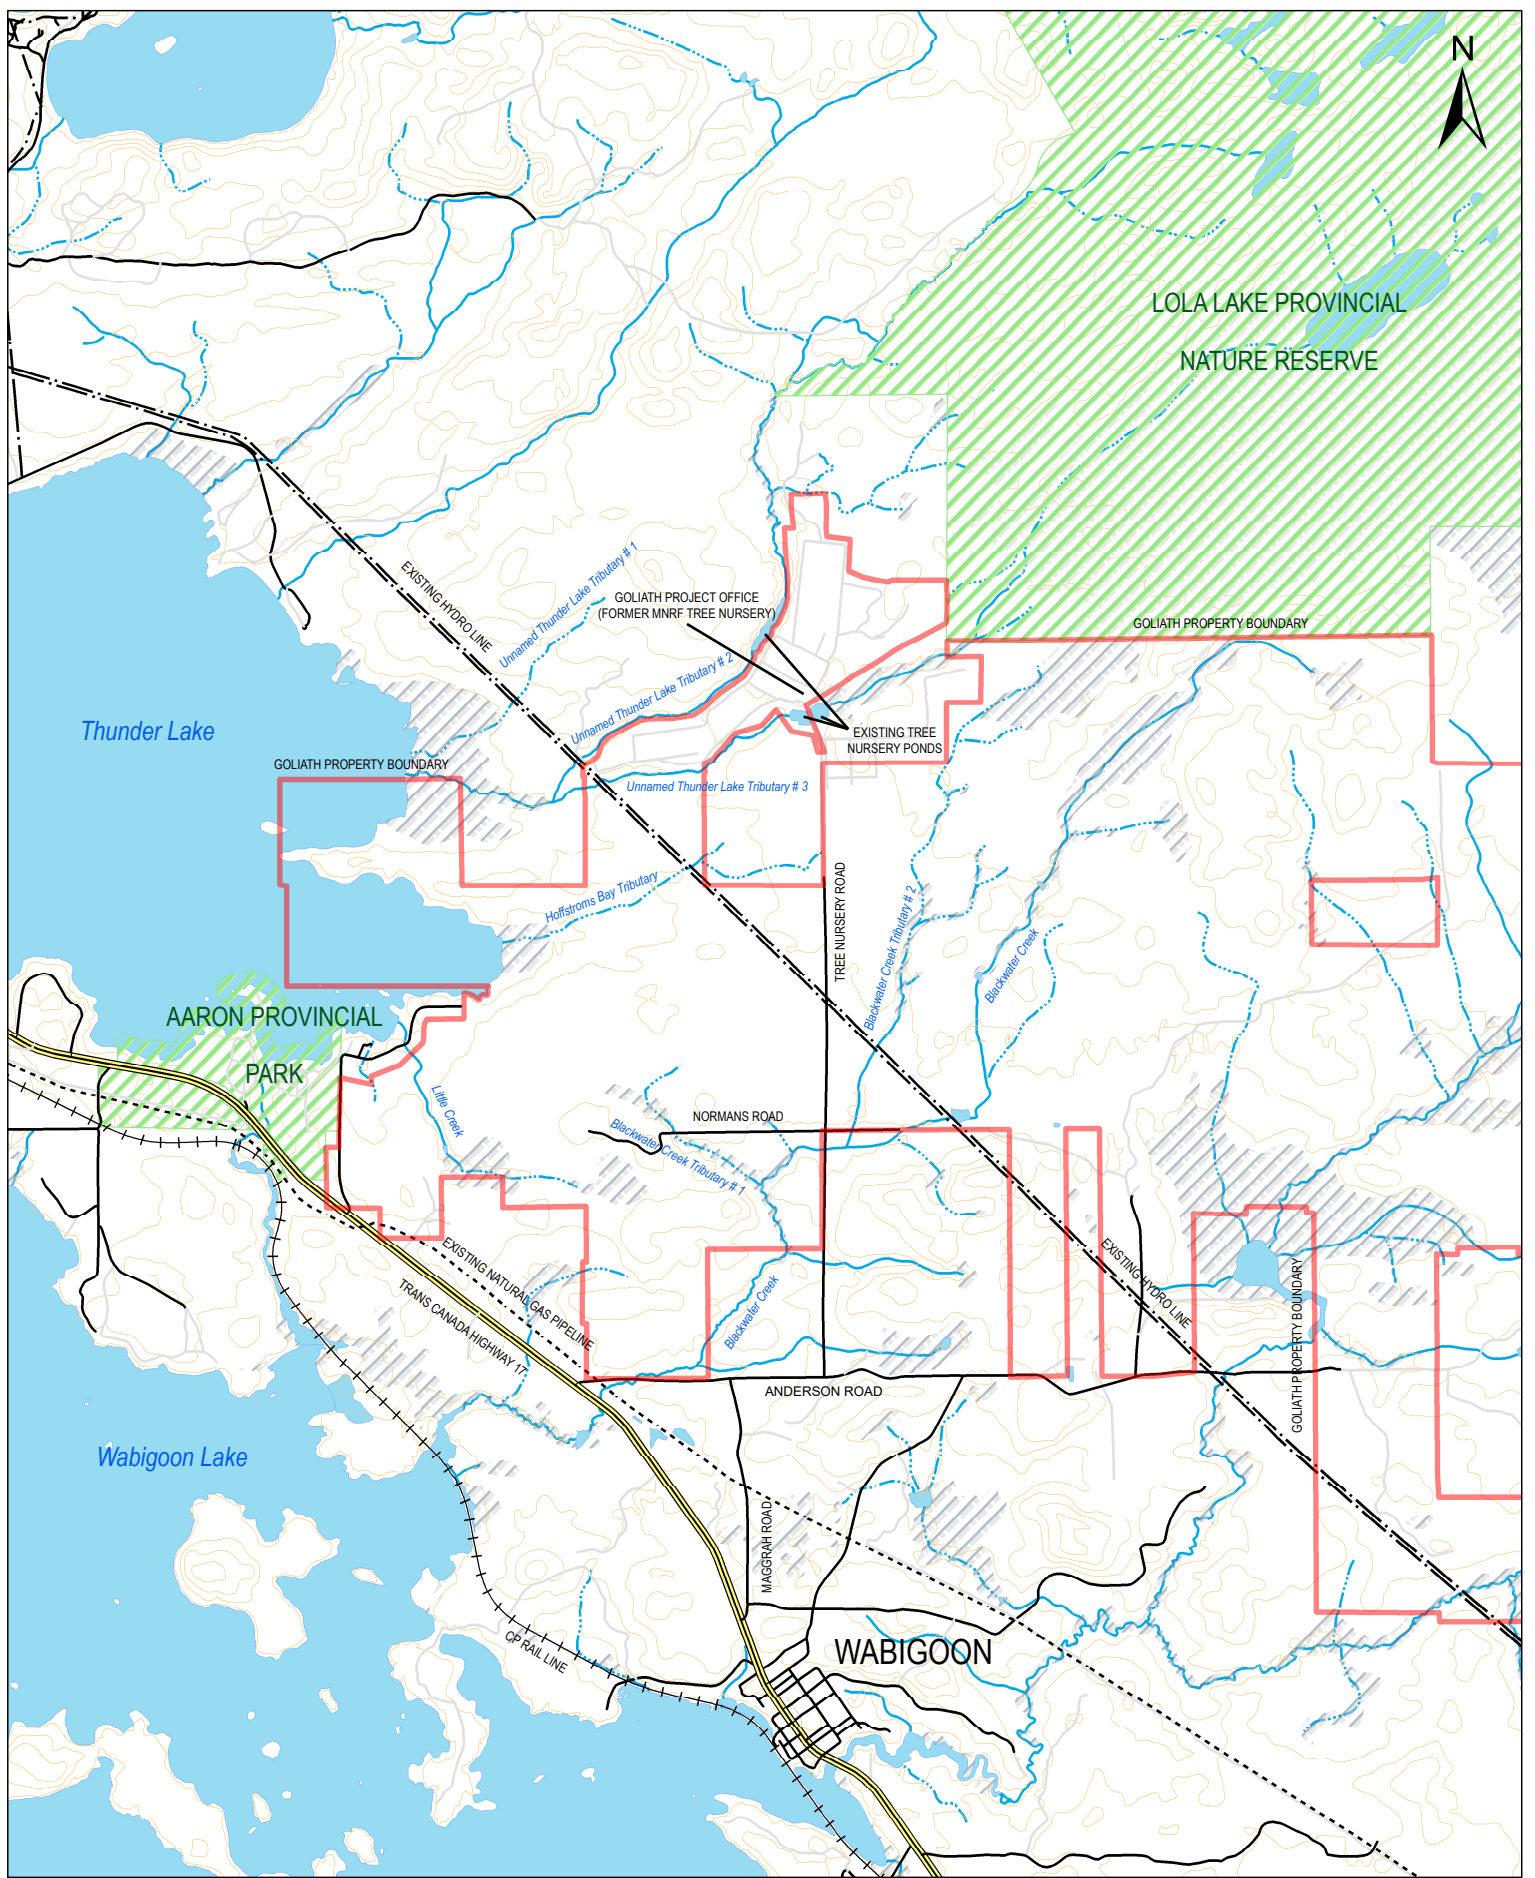 N
LOLA LAKE PROVINCIAL
NATURE RESERVE
EXISTING HYDRO LINE
Unnamed Thunder Lake Tributary # 1
GOLIATH PROJECT OFFICE
(FORMER MNRF TREE NURSERY)
GOLIATH PROPERTY BOUNDARY
Unnamed Thunder Lake Tributary # 2
Thunder Lake
EXISTING TREE
NURSERY PONDS
GOLIATH PROPERTY BOUNDARY
Unnamed Thunder Lake Tributary # 3
Hoffstroms Bay Tributary
TREE NURSERY ROAD
Blackwater Creek Tributary # 2
Blackwater Creek
AARON PROVINCIAL
PARK
Little Creek
NORMANS ROAD
Blackwater Creek Tributary # 1
EXISTING NATURAL GAS PIPELINE
TRANS CANADA HIGHWAY 17
Blackwater Creek
EXISTING HYDRO LINE
GOLIATH PROPERTY BOUNDARY
ANDERSON ROAD
Wabigoon Lake
MAGGRAH ROAD
CP RAIL LINE
WABIGOON